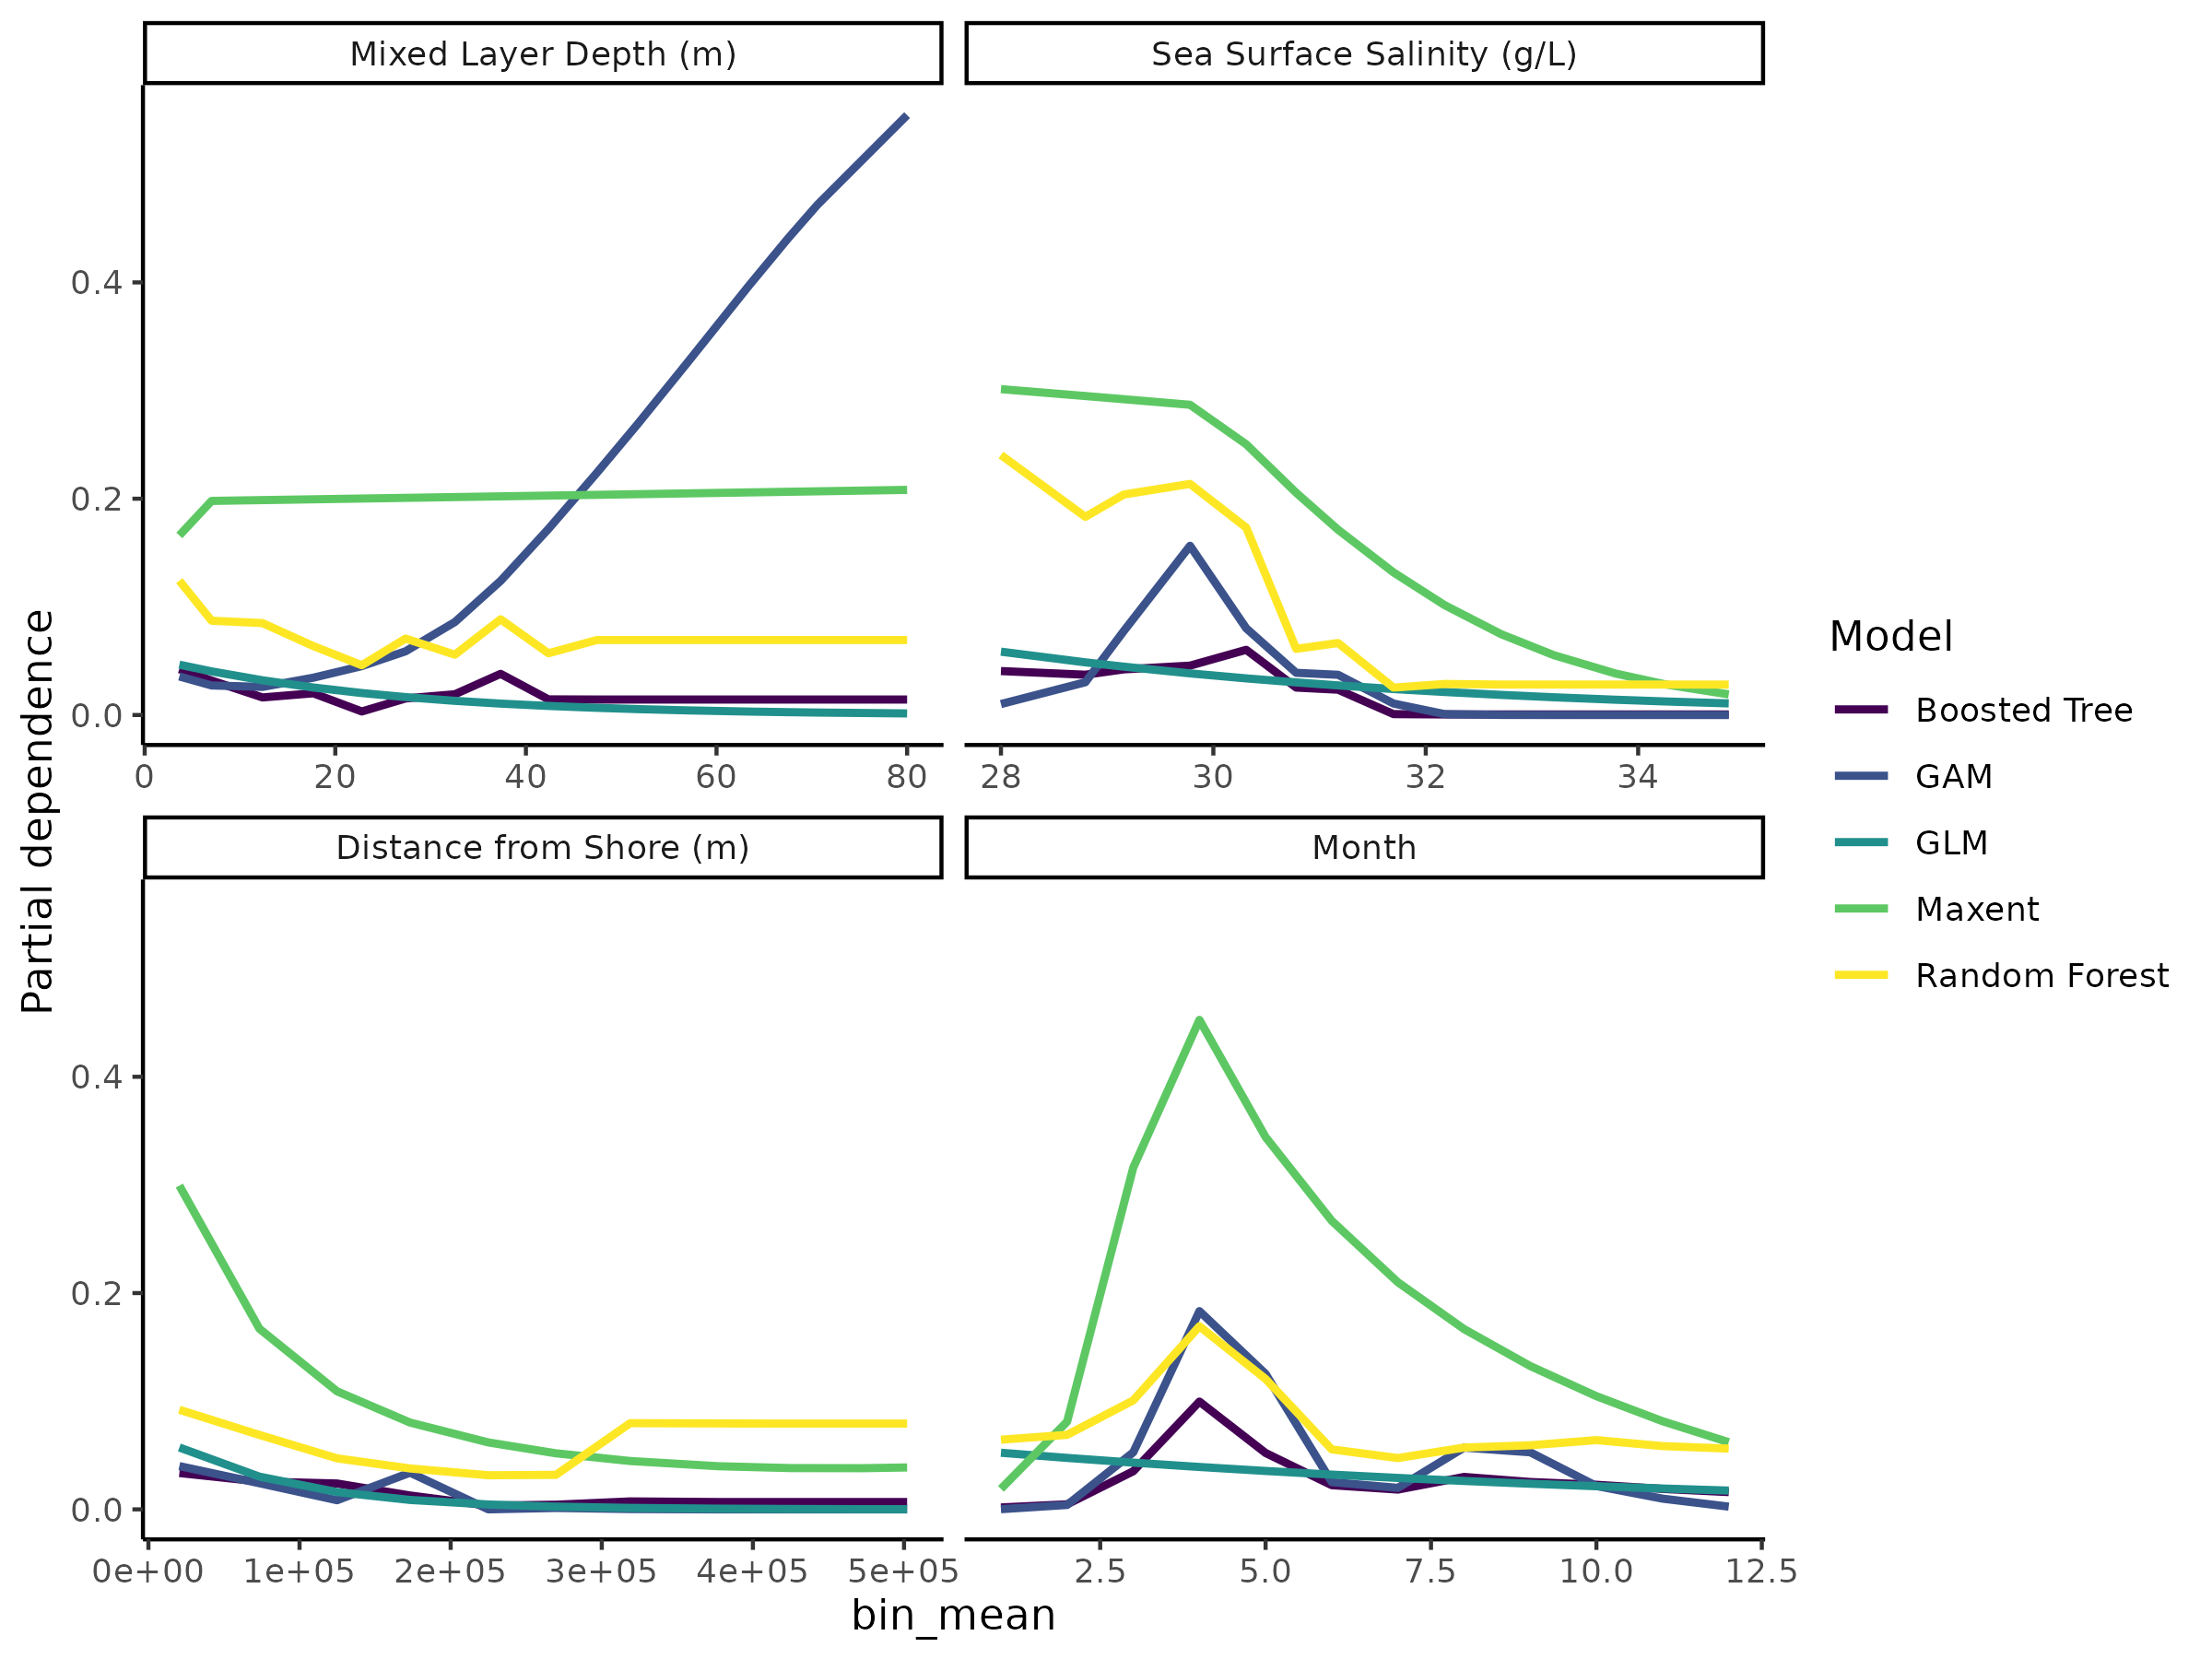 Mixed Layer Depth (m)
Sea Surface Salinity (g/L)
0.4
0.2
0.0
0 20 40 60 80
28 30 32 34
Partial dependence
Distance from Shore (m)
Month
0.4
0.2
0.0
0e+00 1e+05 2e+05 3e+05 4e+05 5e+05
2.5 5.0 7.5 10.0 12.5
bin_mean
Model
Boosted Tree
GAM
GLM
Maxent
Random Forest